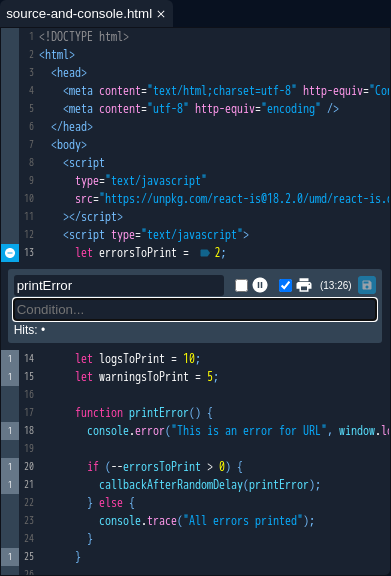 source-and-console.html ×
1 <!DOCTYPE html>
2 <html>
3 <head>
4 <meta content="text/html;charset=utf-8" http-equiv="Co
5 <meta content="utf-8" http-equiv="encoding" />
6 </head>
7 <body>
8 <script
9 type="text/javascript"
10 src="https://unpkg.com/react-is@18.2.0/umd/react-is.
11 ></script>
12 <script type="text/javascript">
13 let errorsToPrint = 2;
printError (13:26)
Condition...
Hits: •
1 14 let logsToPrint = 10;
1 15 let warningsToPrint = 5;
16
17 function printError() {
1 18 console.error("This is an error for URL", window.l
19
1 20 if (--errorsToPrint > 0) {
1 21 callbackAfterRandomDelay(printError);
22 } else {
23 console.trace("All errors printed");
24 }
1 25 }
26